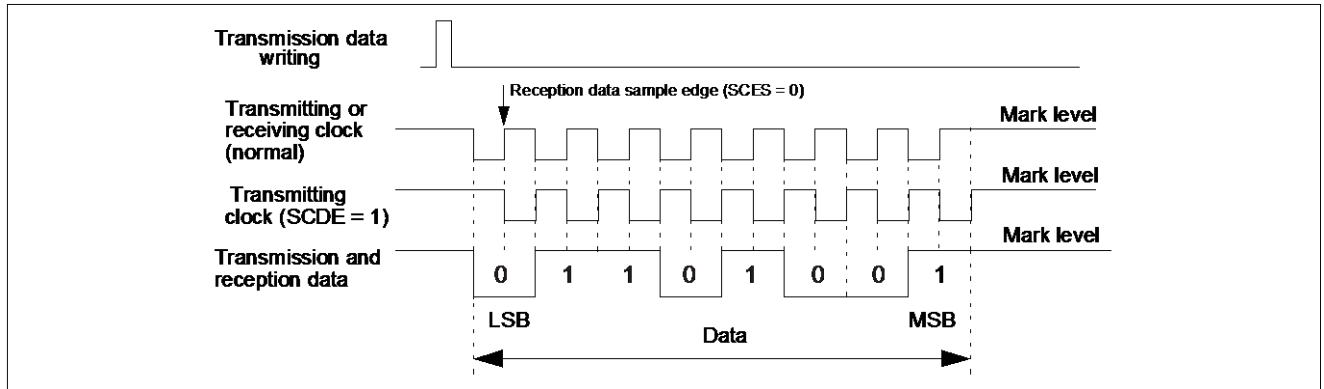 Transmission data
writing
Reception data sample edge (SCES = 0)
Transmitting or
receiving clock
(normal)
Mark level
Transmitting
clock (SCDE = 1)
Mark level
Transmission and
reception data
Mark level
0 1 1 0 1 0 0 1
LSB
MSB
Data